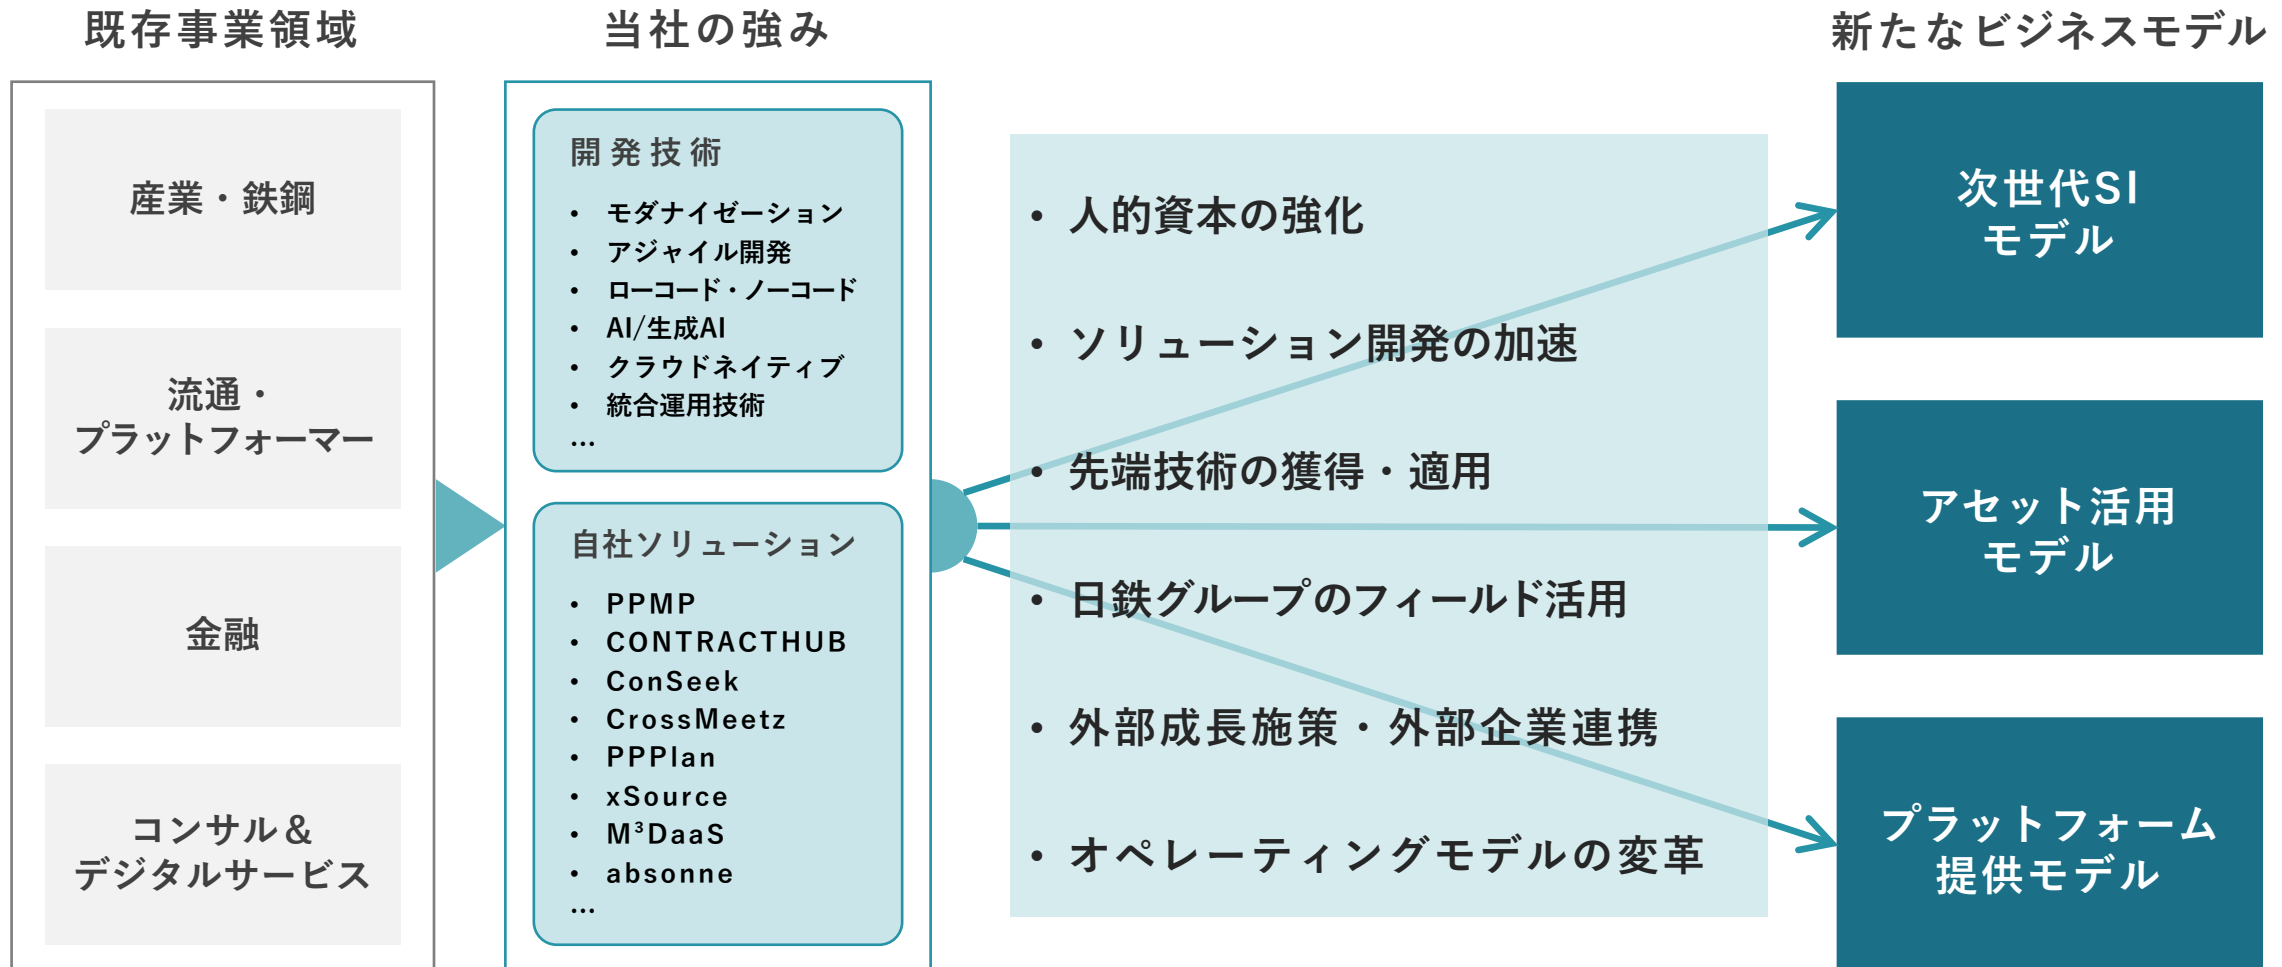 既存事業領域
産業・鉄鋼
流通・
プラットフォーマー
金融
コンサル＆
デジタルサービス
当社の強み
開発技術
• モダナイゼーション
• アジャイル開発
• ローコード・ノーコード
• AI/生成AI
• クラウドネイティブ
• 統合運用技術
…
自社ソリューション
• PPMP
• CONTRACTHUB
• ConSeek
• CrossMeetz
• PPPlan
• xSource
• M³DaaS
• absonne
…
• 人的資本の強化
• ソリューション開発の加速
• 先端技術の獲得・適用
• 日鉄グループのフィールド活用
• 外部成長施策・外部企業連携
• オペレーティングモデルの変革
新たなビジネスモデル
次世代SI
モデル
アセット活用
モデル
プラットフォーム
提供モデル